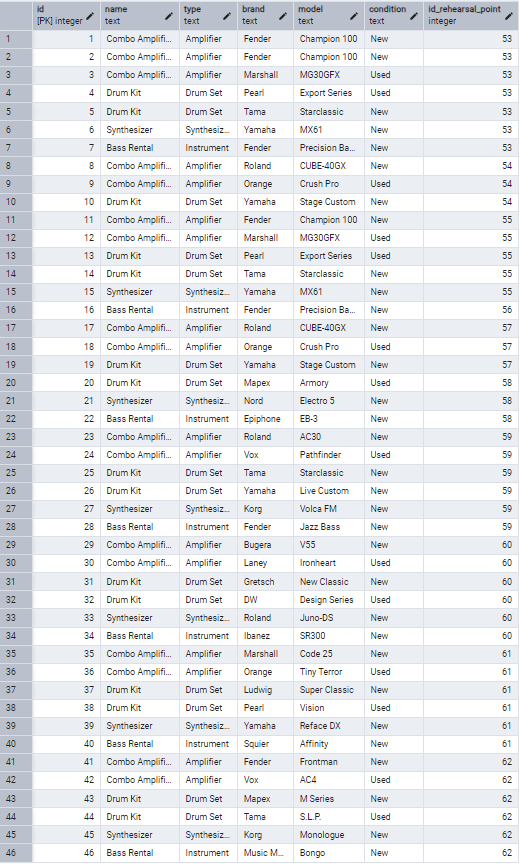 id name type brand model condition id_rehearsal_point
[PK] integer text text text text text integer
1 1 Combo Amplifi... Amplifier Fender Champion 100 New 53
2 2 Combo Amplifi... Amplifier Fender Champion 100 New 53
3 3 Combo Amplifi... Amplifier Marshall MG30GFX Used 53
4 4 Drum Kit Drum Set Pearl Export Series Used 53
5 5 Drum Kit Drum Set Tama Starclassic New 53
6 6 Synthesizer Synthesiz... Yamaha MX61 New 53
7 7 Bass Rental Instrument Fender Precision Ba... New 53
8 8 Combo Amplifi... Amplifier Roland CUBE-40GX New 54
9 9 Combo Amplifi... Amplifier Orange Crush Pro Used 54
10 10 Drum Kit Drum Set Yamaha Stage Custom New 54
11 11 Combo Amplifi... Amplifier Fender Champion 100 New 55
12 12 Combo Amplifi... Amplifier Marshall MG30GFX Used 55
13 13 Drum Kit Drum Set Pearl Export Series Used 55
14 14 Drum Kit Drum Set Tama Starclassic New 55
15 15 Synthesizer Synthesiz... Yamaha MX61 New 55
16 16 Bass Rental Instrument Fender Precision Ba... New 56
17 17 Combo Amplifi... Amplifier Roland CUBE-40GX New 57
18 18 Combo Amplifi... Amplifier Orange Crush Pro Used 57
19 19 Drum Kit Drum Set Yamaha Stage Custom New 57
20 20 Drum Kit Drum Set Mapex Armory Used 58
21 21 Synthesizer Synthesiz... Nord Electro 5 New 58
22 22 Bass Rental Instrument Epiphone EB-3 New 58
23 23 Combo Amplifi... Amplifier Roland AC30 New 59
24 24 Combo Amplifi... Amplifier Vox Pathfinder Used 59
25 25 Drum Kit Drum Set Tama Starclassic New 59
26 26 Drum Kit Drum Set Yamaha Live Custom New 59
27 27 Synthesizer Synthesiz... Korg Volca FM New 59
28 28 Bass Rental Instrument Fender Jazz Bass New 59
29 29 Combo Amplifi... Amplifier Bugera V55 New 60
30 30 Combo Amplifi... Amplifier Laney Ironheart Used 60
31 31 Drum Kit Drum Set Gretsch New Classic New 60
32 32 Drum Kit Drum Set DW Design Series Used 60
33 33 Synthesizer Synthesiz... Roland Juno-DS New 60
34 34 Bass Rental Instrument Ibanez SR300 New 60
35 35 Combo Amplifi... Amplifier Marshall Code 25 New 61
36 36 Combo Amplifi... Amplifier Orange Tiny Terror Used 61
37 37 Drum Kit Drum Set Ludwig Super Classic New 61
38 38 Drum Kit Drum Set Pearl Vision Used 61
39 39 Synthesizer Synthesiz... Yamaha Reface DX New 61
40 40 Bass Rental Instrument Squier Affinity New 61
41 41 Combo Amplifi... Amplifier Fender Frontman New 62
42 42 Combo Amplifi... Amplifier Vox AC4 Used 62
43 43 Drum Kit Drum Set Mapex M Series New 62
44 44 Drum Kit Drum Set Tama S.L.P. Used 62
45 45 Synthesizer Synthesiz... Korg Monologue New 62
46 46 Bass Rental Instrument Music M... Bongo New 62